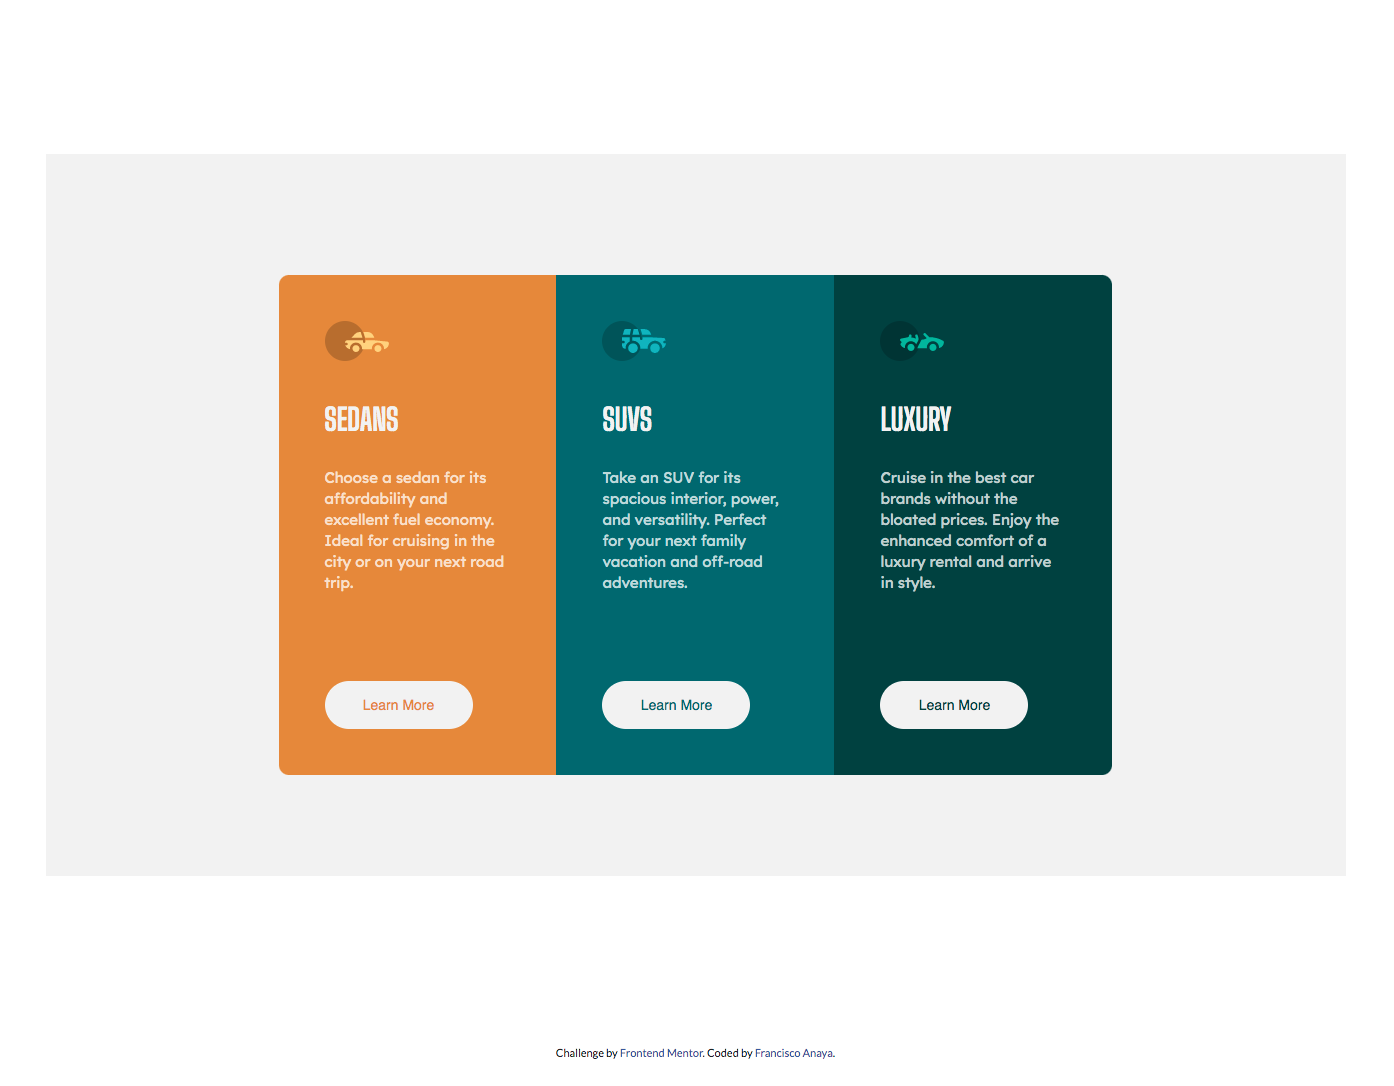 SEDANS
Choose a sedan for its
affordability and
excellent fuel economy.
Ideal for cruising in the
city or on your next road
trip.
Learn More
SUVS
Take an SUV for its
spacious interior, power,
and versatility. Perfect
for your next family
vacation and off-road
adventures.
Learn More
LUXURY
Cruise in the best car
brands without the
bloated prices. Enjoy the
enhanced comfort of a
luxury rental and arrive
in style.
Learn More
Challenge by Frontend Mentor. Coded by Francisco Anaya.